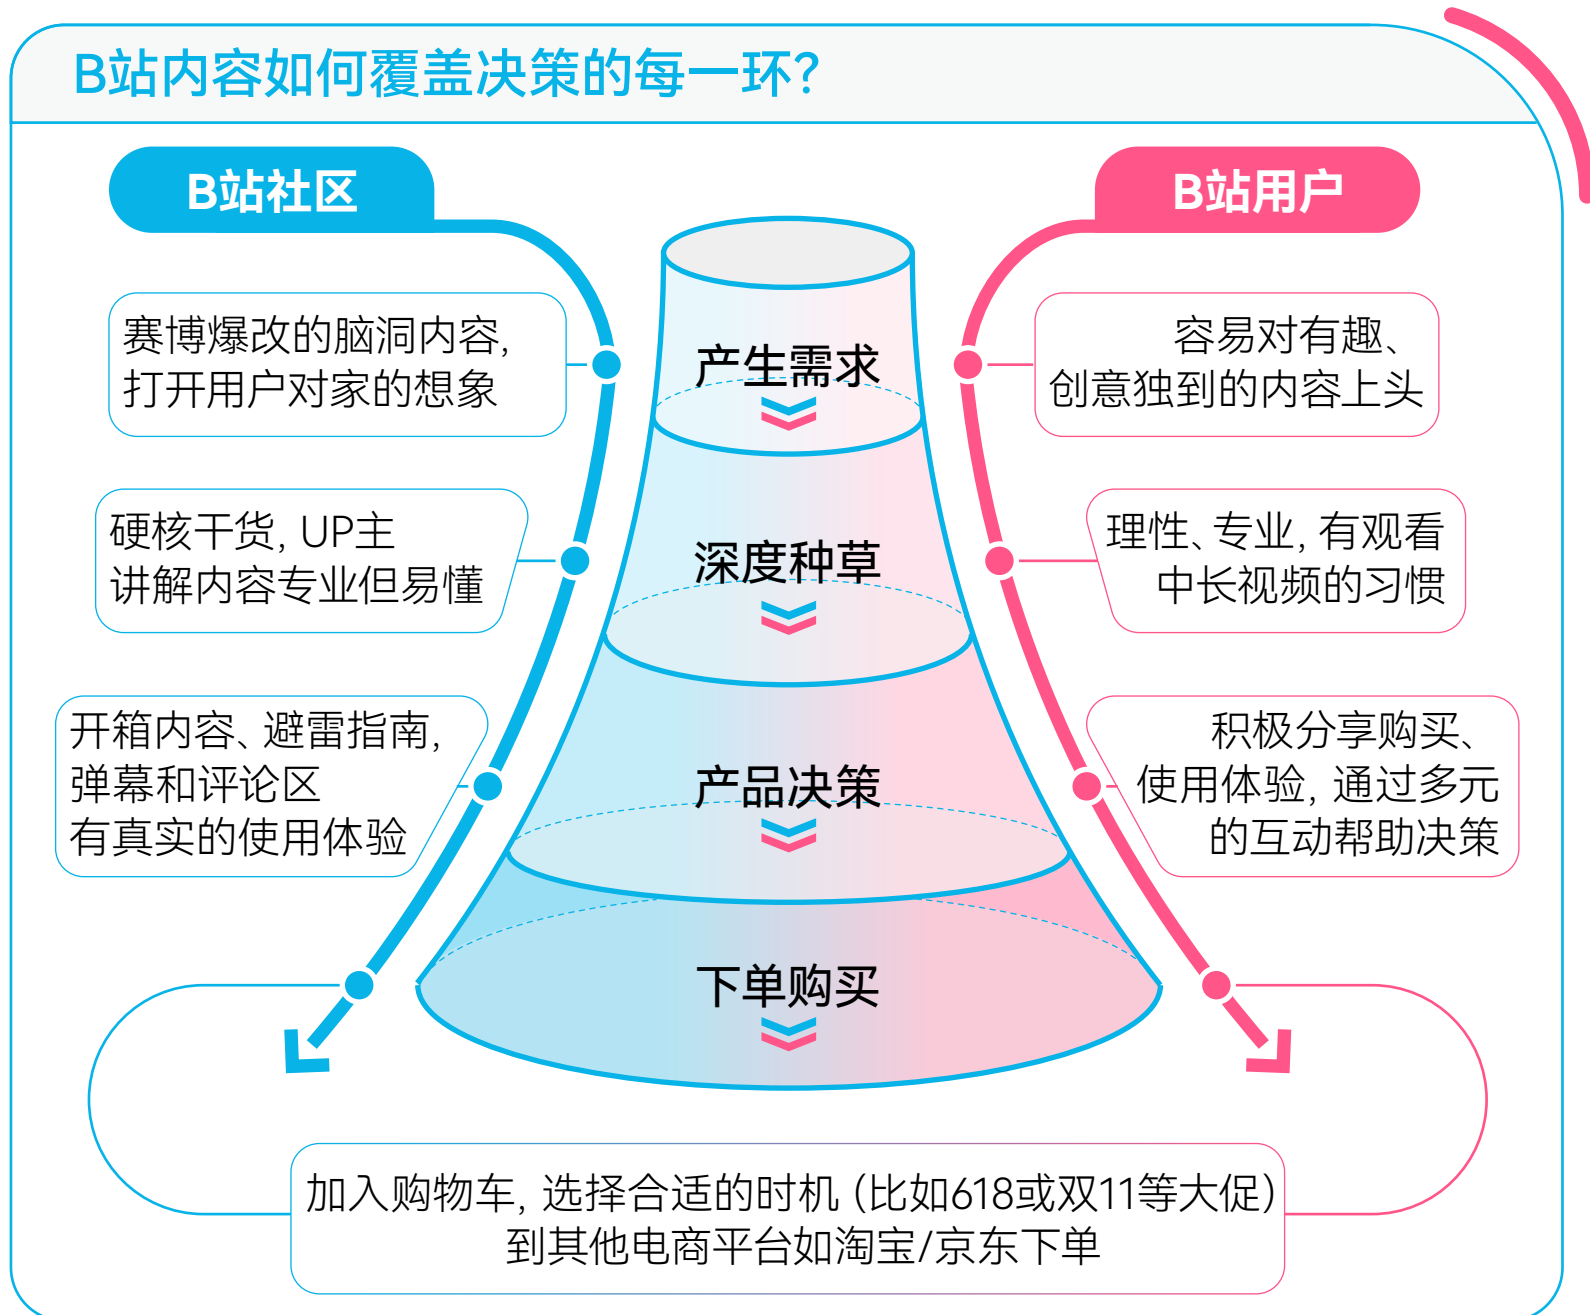 B站内容如何覆盖决策的每一环?
B站社区
B站用户
赛博爆改的脑洞内容,
打开用户对家的想象
产生需求
容易对有趣、
创意独到的内容上头
硬核干货, UP主
讲解内容专业但易懂
深度种草
理性、专业, 有观看
中长视频的习惯
开箱内容、避雷指南,
弹幕和评论区
有真实的使用体验
产品决策
积极分享购买、
使用体验, 通过多元
的互动帮助决策
下单购买
加入购物车, 选择合适的时机 (比如618或双11等大促)
到其他电商平台如淘宝/京东下单